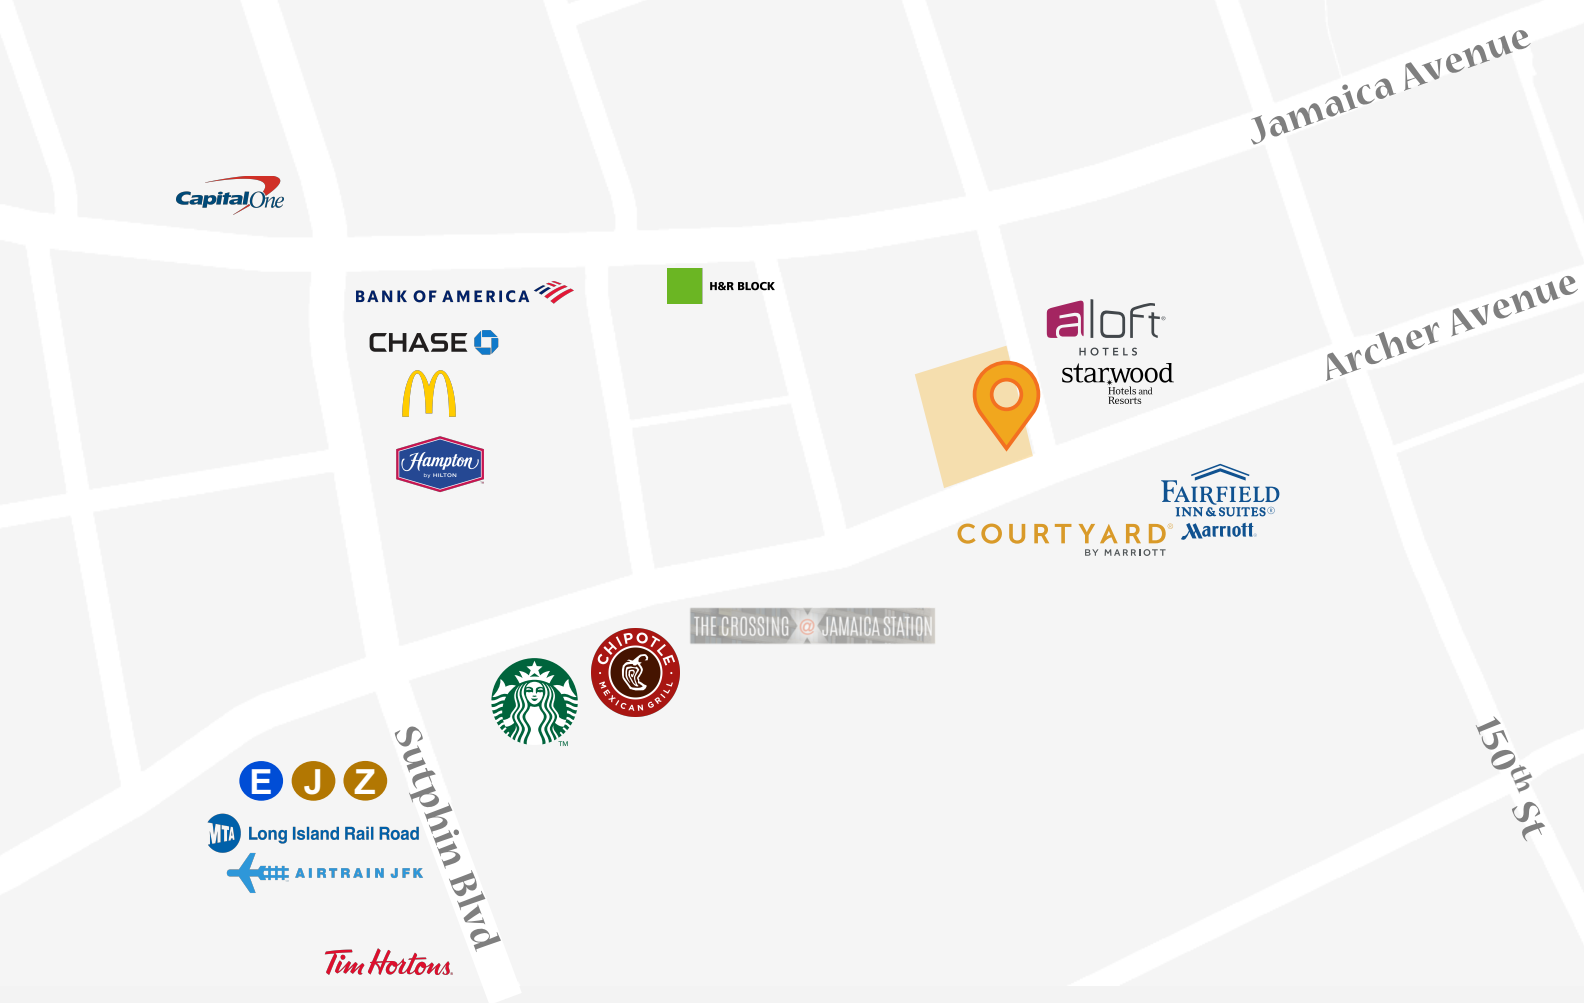 Jamaica Avenue
CapitalOne
BANK OF AMERICA
H&R BLOCK
CHASE
Hampton
by HILTON
aloft®
HOTELS
starwood
Hotels and
Resorts
Archer Avenue
FAIRFIELD
INN & SUITES®
Marriott
COURTYARD®
BY MARRIOTT
THE CROSSING @ JAMAICA STATION
CHIPOTLE
MEXICAN GRILL
TM
E J Z
MTA Long Island Rail Road
AIRTRAIN JFK
Sutphin Blvd
150th St
Tim Hortons